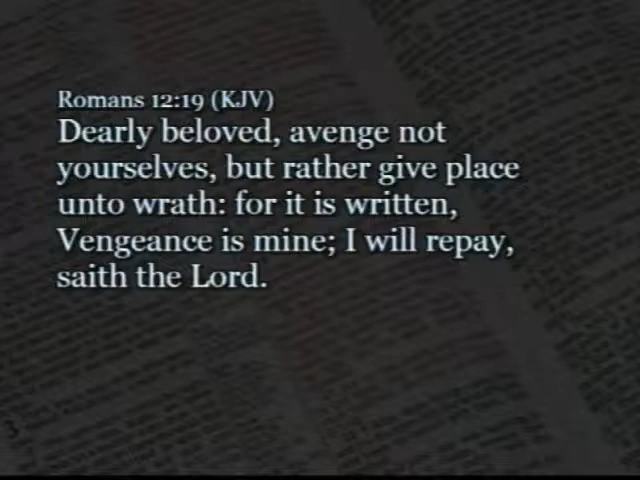 Romans 12:19 (KJV)
Dearly beloved, avenge not
yourselves, but rather give place
unto wrath: for it is written,
Vengeance is mine; I will repay,
saith the Lord.